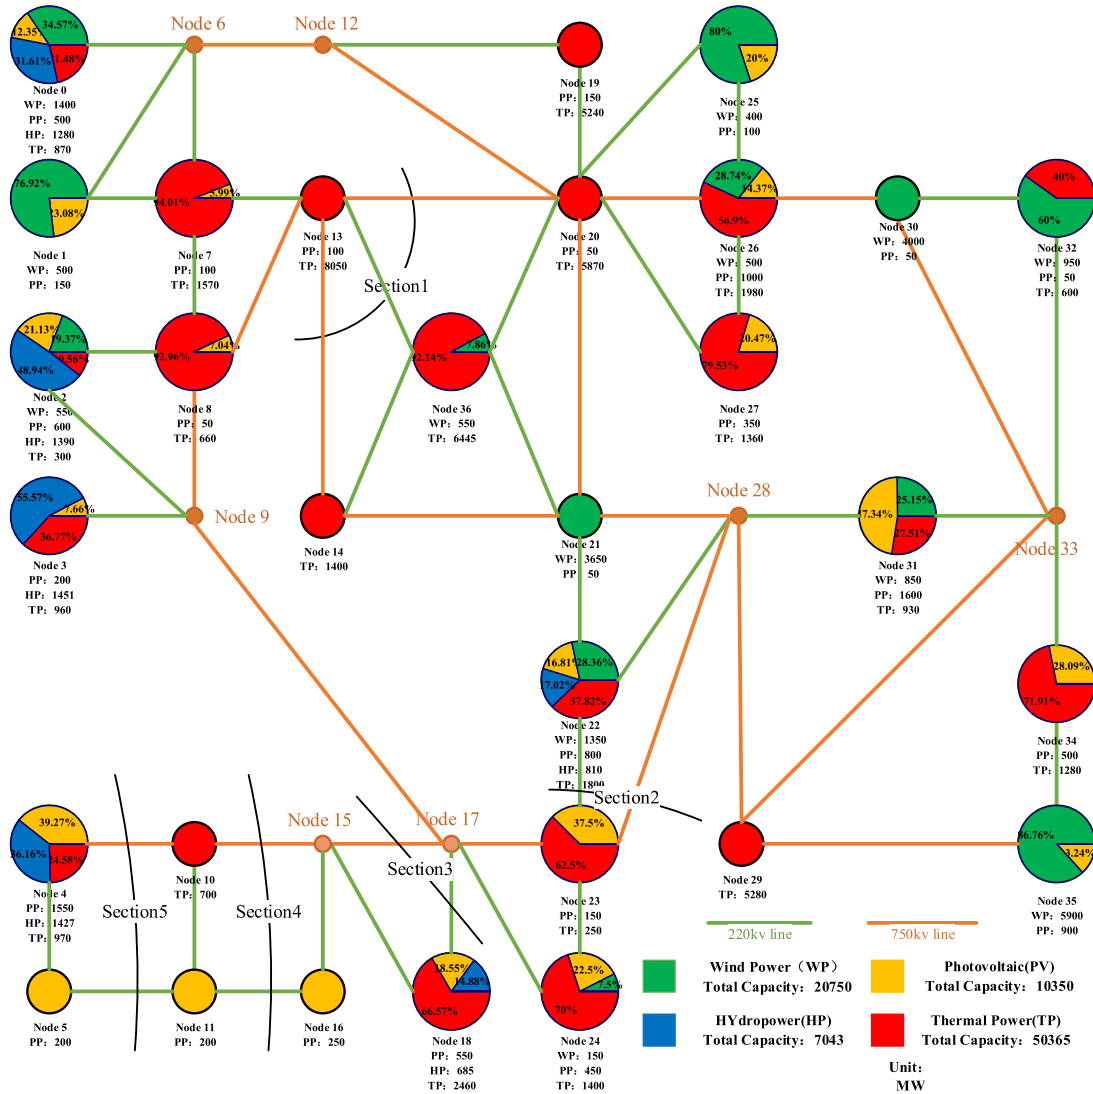 Node 6
Node 12
34.57%
12.35%
31.61%
11.48%
Node 0
WP: 1400
PP: 500
HP: 1280
TP: 870
Node 19
PP: 150
TP: 5240
80%
20%
Node 25
WP: 400
PP: 100
76.92%
23.08%
Node 1
WP: 500
PP: 150
5.99%
94.01%
Node 7
PP: 100
TP: 1570
Node 13
PP: 100
TP: 8050
Section1
Node 20
PP: 50
TP: 5870
28.74%
14.37%
56.9%
Node 26
WP: 500
PP: 1000
TP: 1980
Node 30
WP: 4000
PP: 50
40%
60%
Node 32
WP: 950
PP: 50
TP: 600
21.13%
19.37%
10.56%
48.94%
Node 2
WP: 550
PP: 600
HP: 1390
TP: 300
7.04%
92.96%
Node 8
PP: 50
TP: 660
7.86%
92.14%
Node 36
WP: 550
TP: 6445
20.47%
79.53%
Node 27
PP: 350
TP: 1360
55.57%
7.66%
36.77%
Node 3
PP: 200
HP: 1451
TP: 960
Node 9
Node 14
TP: 1400
Node 21
WP: 3650
PP: 50
Node 28
25.15%
47.34%
27.51%
Node 31
WP: 850
PP: 1600
TP: 930
Node 33
16.81%
28.36%
17.02%
37.82%
Node 22
WP: 1350
PP: 800
HP: 810
TP: 1800
Section2
28.09%
71.91%
Node 34
PP: 500
TP: 1280
39.27%
36.16%
24.58%
Node 4
PP: 1550
HP: 1427
TP: 970
Section5
Node 10
TP: 700
Section4
Node 15
Node 17
Section3
37.5%
62.5%
Node 23
PP: 150
TP: 250
Node 29
TP: 5280
86.76%
13.24%
Node 35
WP: 5900
PP: 900
Node 5
PP: 200
Node 11
PP: 200
Node 16
PP: 250
18.55%
14.88%
66.57%
Node 18
PP: 550
HP: 685
TP: 2460
22.5%
7.5%
70%
Node 24
WP: 150
PP: 450
TP: 1400
220kv line
750kv line
Wind Power（WP）
Total Capacity: 20750
Photovoltaic(PV)
Total Capacity: 10350
HYdropower(HP)
Total Capacity: 7043
Thermal Power(TP)
Total Capacity: 50365
Unit:
MW